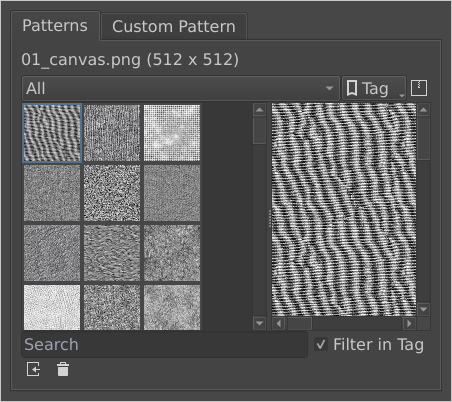 Patterns Custom Pattern
01_canvas.png (512 x 512)
All Tag
Search Filter in Tag